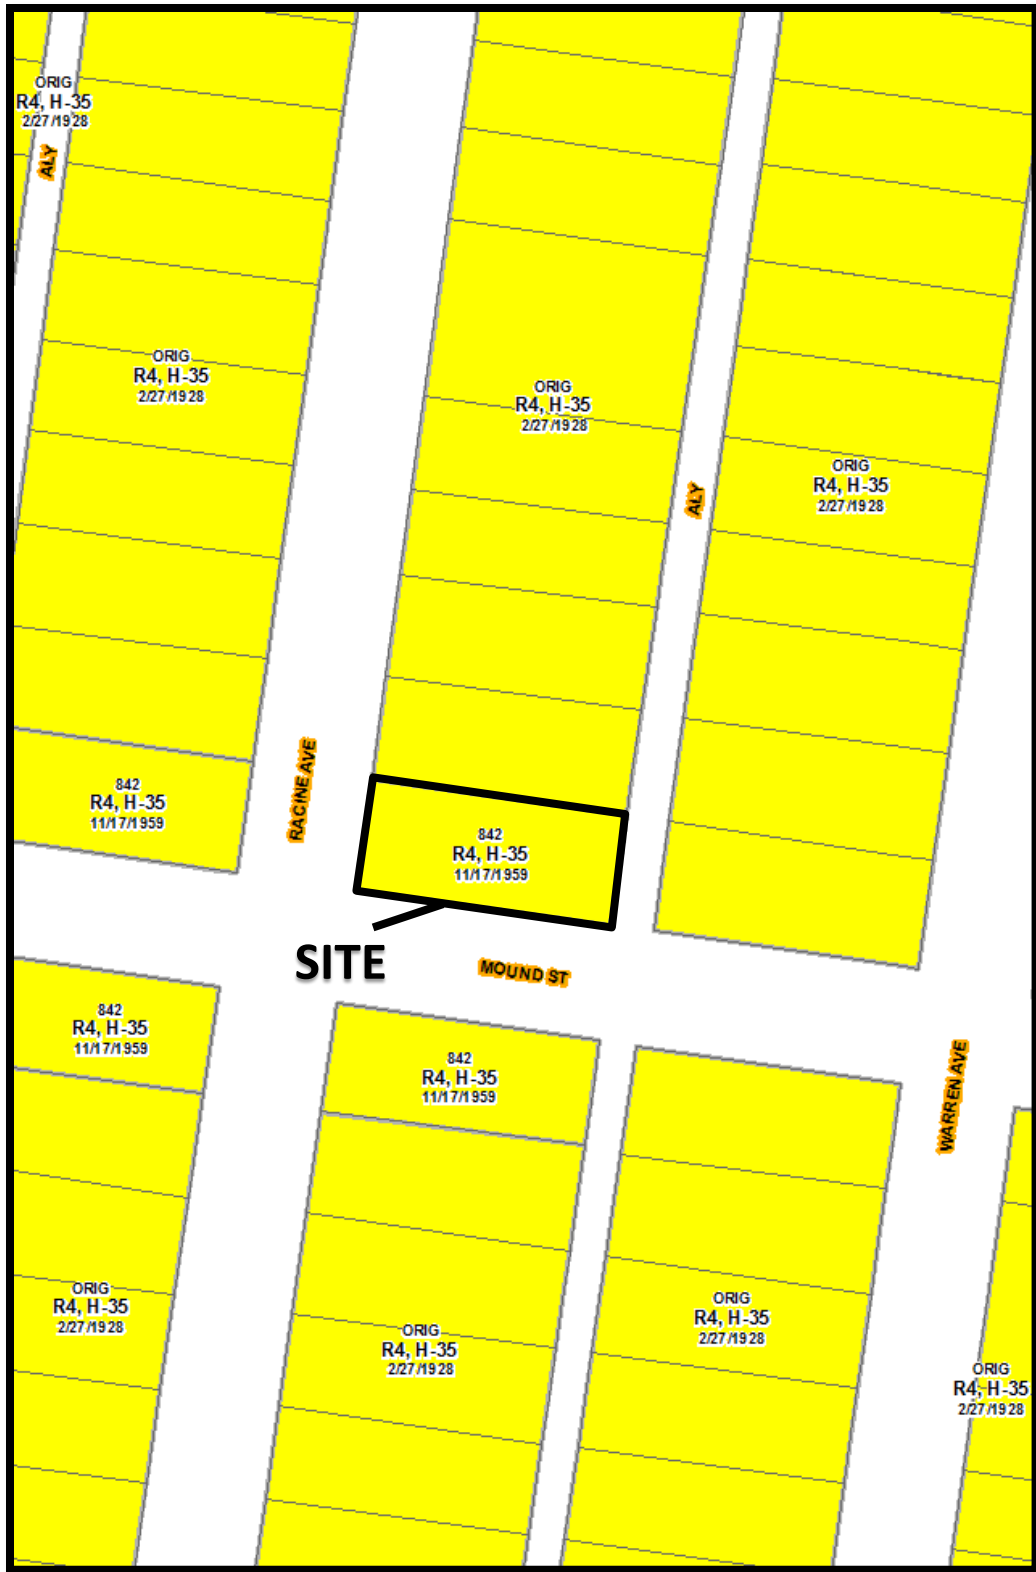 ORIG
R4, H-35
2/27/1928
ALY
ORIG
R4, H-35
2/27/1928
ORIG
R4, H-35
2/27/1928
ORIG
R4, H-35
2/27/1928
ALY
RACINE AVE
842
R4, H-35
11/17/1959
842
R4, H-35
11/17/1959
SITE
MOUND ST
842
R4, H-35
11/17/1959
842
R4, H-35
11/17/1959
WARREN AVE
ORIG
R4, H-35
2/27/1928
ORIG
R4, H-35
2/27/1928
ORIG
R4, H-35
2/27/1928
ORIG
R4, H-35
2/27/1928